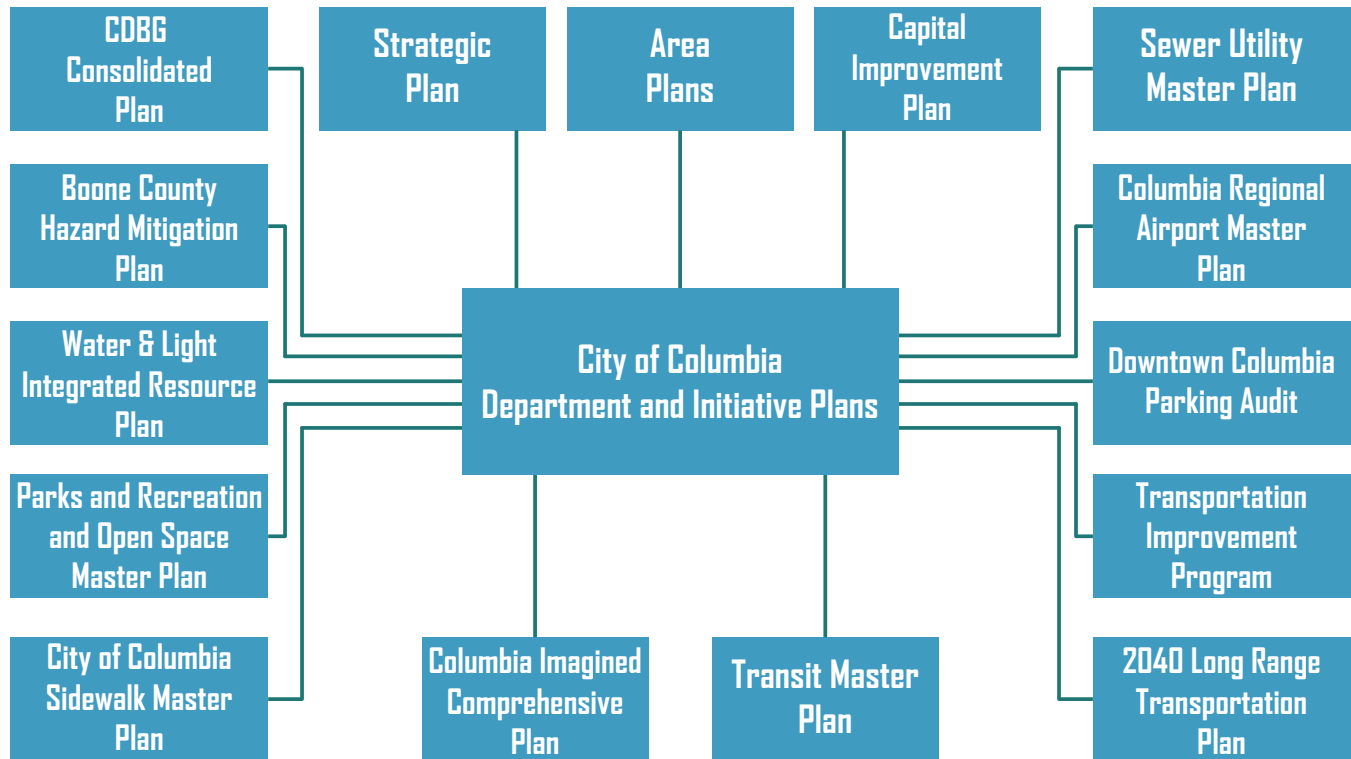 CDBG
Consolidated
Plan
Strategic
Plan
Area
Plans
Capital
Improvement
Plan
Sewer Utility
Master Plan
Boone County
Hazard Mitigation
Plan
Columbia Regional
Airport Master
Plan
Water & Light
Integrated Resource
Plan
City of Columbia
Department and Initiative Plans
Downtown Columbia
Parking Audit
Parks and Recreation
and Open Space
Master Plan
Transportation
Improvement
Program
City of Columbia
Sidewalk Master
Plan
Columbia Imagined
Comprehensive
Plan
Transit Master
Plan
2040 Long Range
Transportation
Plan